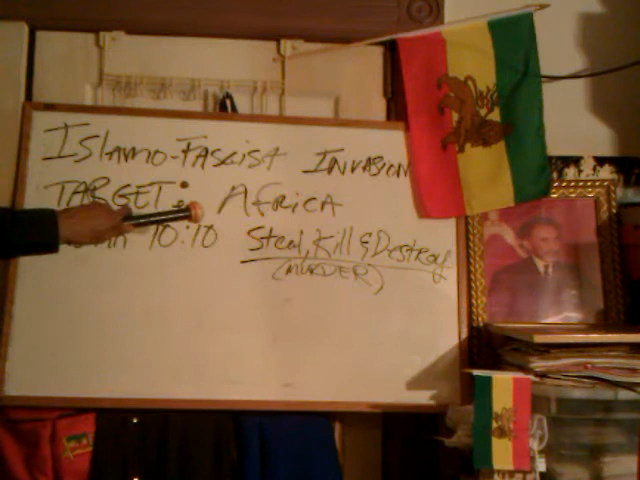 Islamo-Fascist Invasion
TARGET: Africa
10:10 Steal, Kill & Destroy
(MURDER)